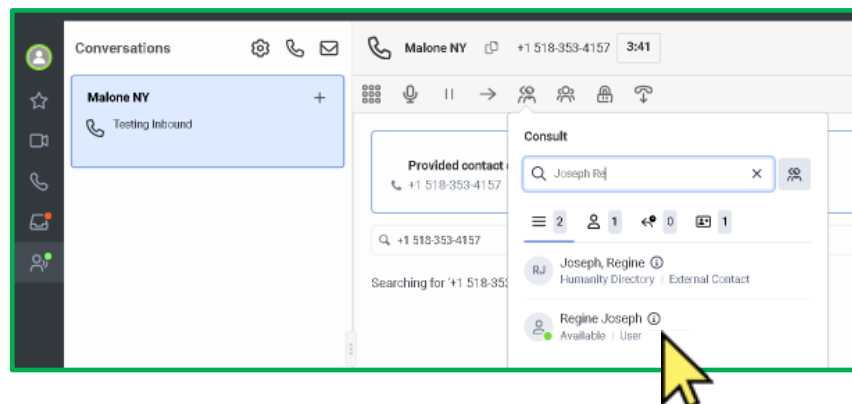 Conversations
Malone NY +1 518-353-4157 3:41
Malone NY +
Testing Inbound
Consult
Joseph Re
Provided contact
+1 518-353-4157
2 1 0 1
+1 518-353-4157
Joseph, Regine
RJ
Humanity Directory | External Contact
Searching for '+1 518-353
Regine Joseph
Available | User